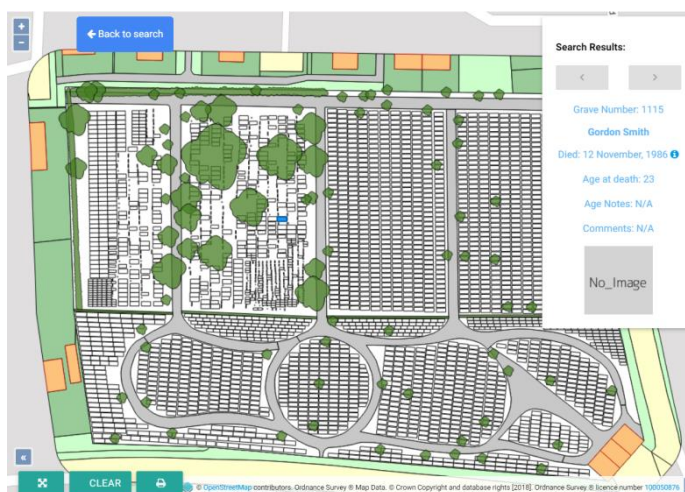 +
−
← Back to search
Search Results:
<
>
Grave Number: 1115
Gordon Smith
Died: 12 November, 1986
Age at death: 23
Age Notes: N/A
Comments: N/A
No_Image
«
CLEAR
© OpenStreetMap contributors. Ordnance Survey ® Map Data. © Crown Copyright and database rights [2018]. Ordnance Survey ® licence number 100050876